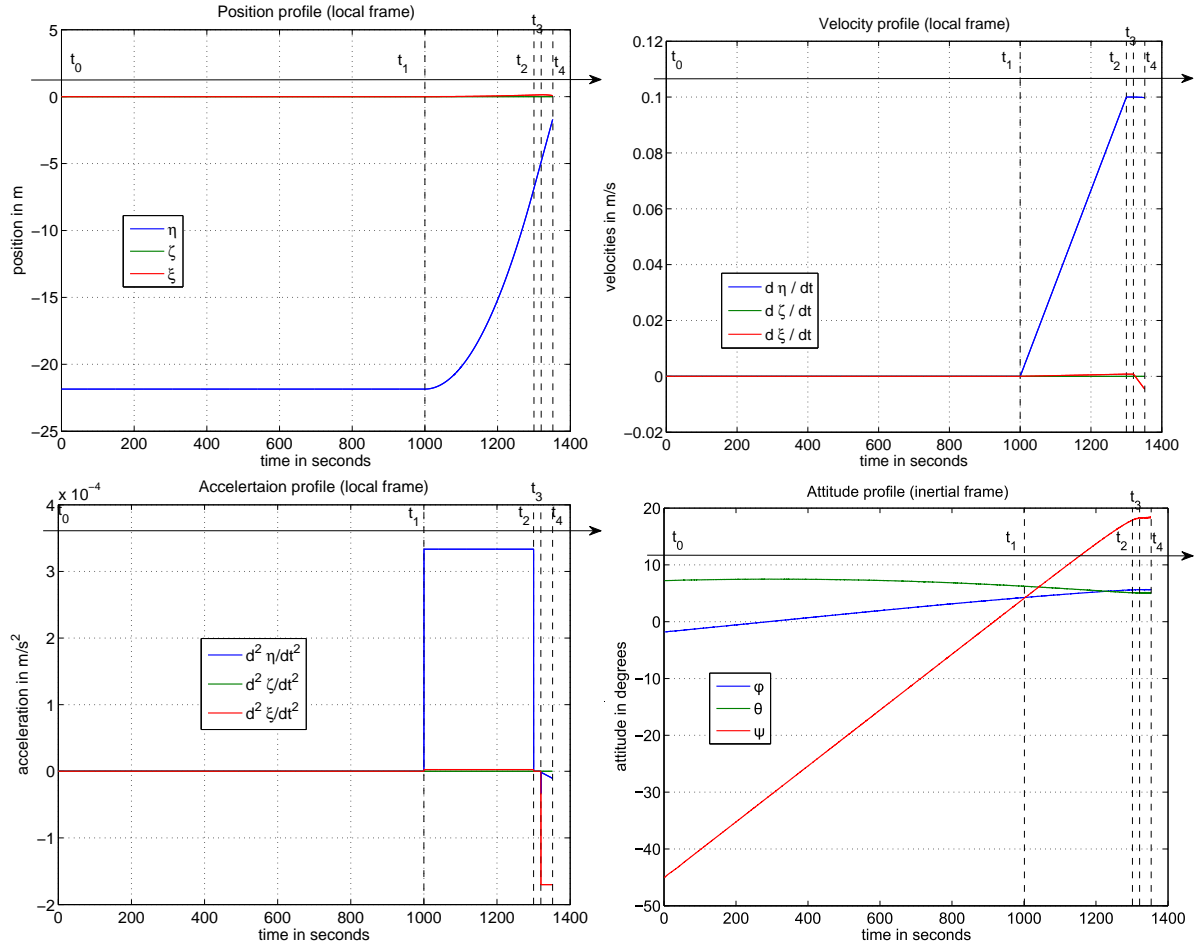 Position profile (local frame)
t0
t1
t2
t3
t4
5
0
−5
−10
−15
−20
−25
position in m
η
ζ
ξ
0
200
400
600
800
1000
1200
1400
time in seconds
Velocity profile (local frame)
t0
t1
t2
t3
t4
0.12
0.1
0.08
0.06
0.04
0.02
0
−0.02
velocities in m/s
d η / dt
d ζ / dt
d ξ / dt
0
200
400
600
800
1000
1200
1400
time in seconds
Accelertaion profile (local frame)
x 10−4
t0
t1
t2
t3
t4
4
3
2
1
0
−1
−2
acceleration in m/s2
d2 η/dt2
d2 ζ/dt2
d2 ξ/dt2
0
200
400
600
800
1000
1200
1400
time in seconds
Attitude profile (inertial frame)
t0
t1
t2
t3
t4
20
10
0
−10
−20
−30
−40
−50
attitude in degrees
φ
θ
ψ
0
200
400
600
800
1000
1200
1400
time in seconds